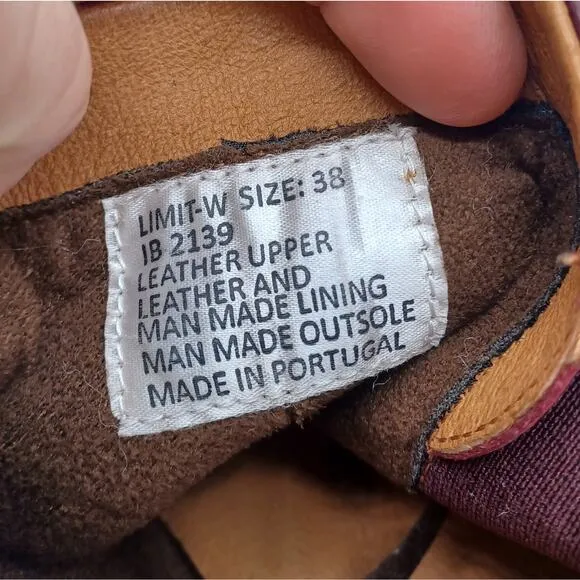 LIMIT-W SIZE: 38
IB 2139
LEATHER UPPER
LEATHER AND
MAN MADE LINING
MAN MADE OUTSOLE
MADE IN PORTUGAL